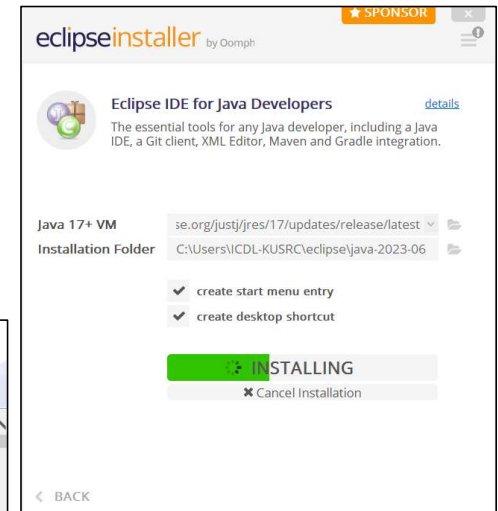 ★ SPONSOR
eclipseinstaller by Oomph
Eclipse IDE for Java Developers details
The essential tools for any Java developer, including a Java
IDE, a Git client, XML Editor, Maven and Gradle integration.
Java 17+ VM se.org/justj/jres/17/updates/release/latest
Installation Folder C:\Users\ICDL-KUSRC\eclipse\java-2023-06
✔ create start menu entry
✔ create desktop shortcut
INSTALLING
✖ Cancel Installation
< BACK